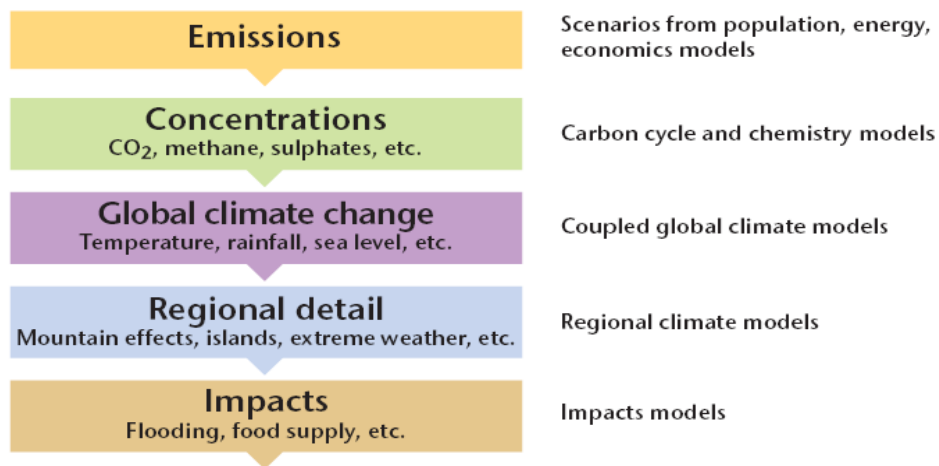 Emissions
Scenarios from population, energy,
economics models
Concentrations
CO₂, methane, sulphates, etc.
Carbon cycle and chemistry models
Global climate change
Temperature, rainfall, sea level, etc.
Coupled global climate models
Regional detail
Mountain effects, islands, extreme weather, etc.
Regional climate models
Impacts
Flooding, food supply, etc.
Impacts models